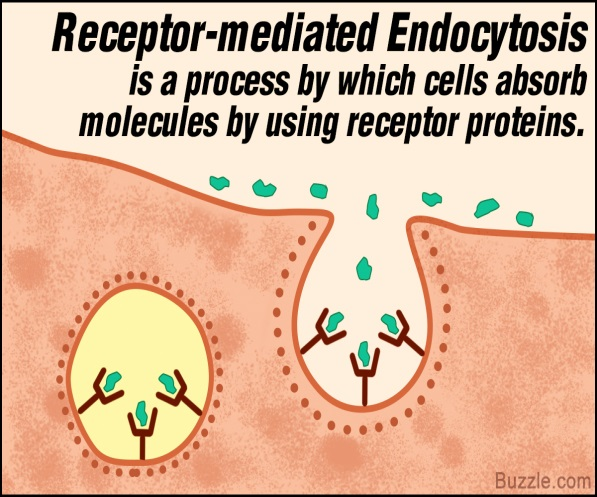 Receptor-mediated Endocytosis
is a process by which cells absorb
molecules by using receptor proteins.
Buzzle.com